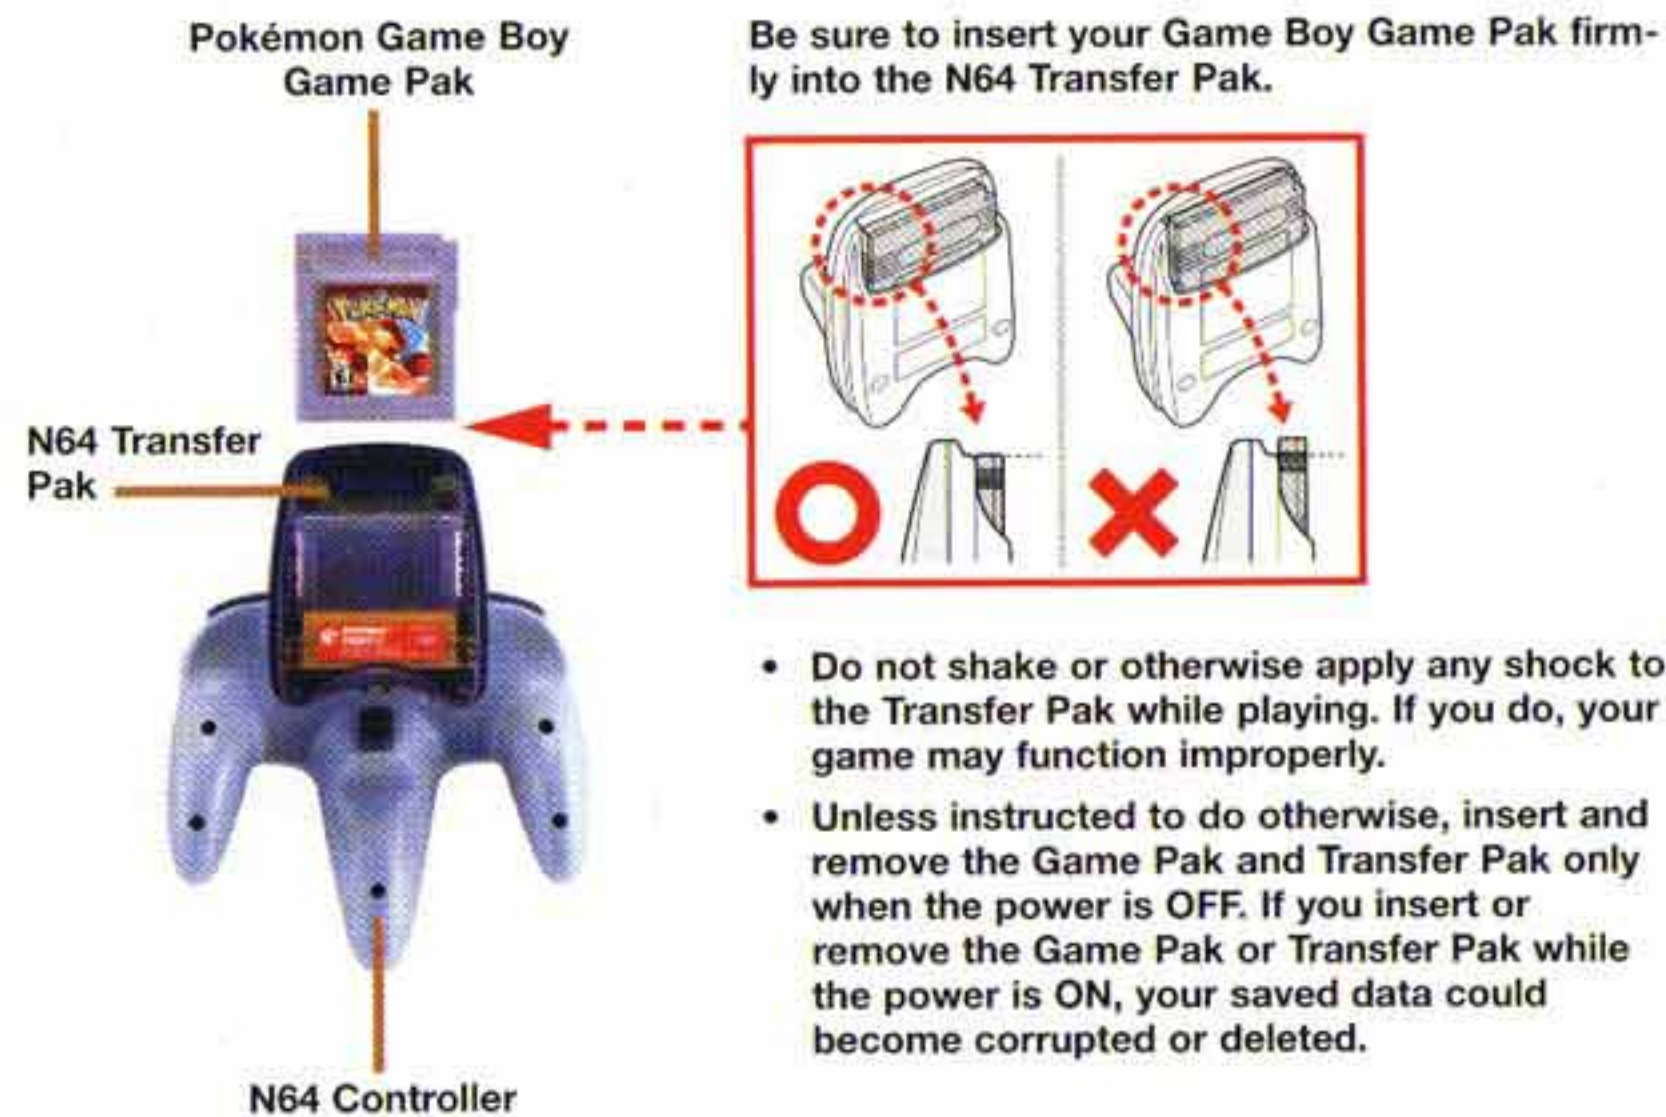 Pokémon Game Boy
Game Pak
Be sure to insert your Game Boy Game Pak firm-
ly into the N64 Transfer Pak.
POKéMON
N64 Transfer
Pak
• Do not shake or otherwise apply any shock to
the Transfer Pak while playing. If you do, your
game may function improperly.
• Unless instructed to do otherwise, insert and
remove the Game Pak and Transfer Pak only
when the power is OFF. If you insert or
remove the Game Pak or Transfer Pak while
the power is ON, your saved data could
become corrupted or deleted.
N64 Controller